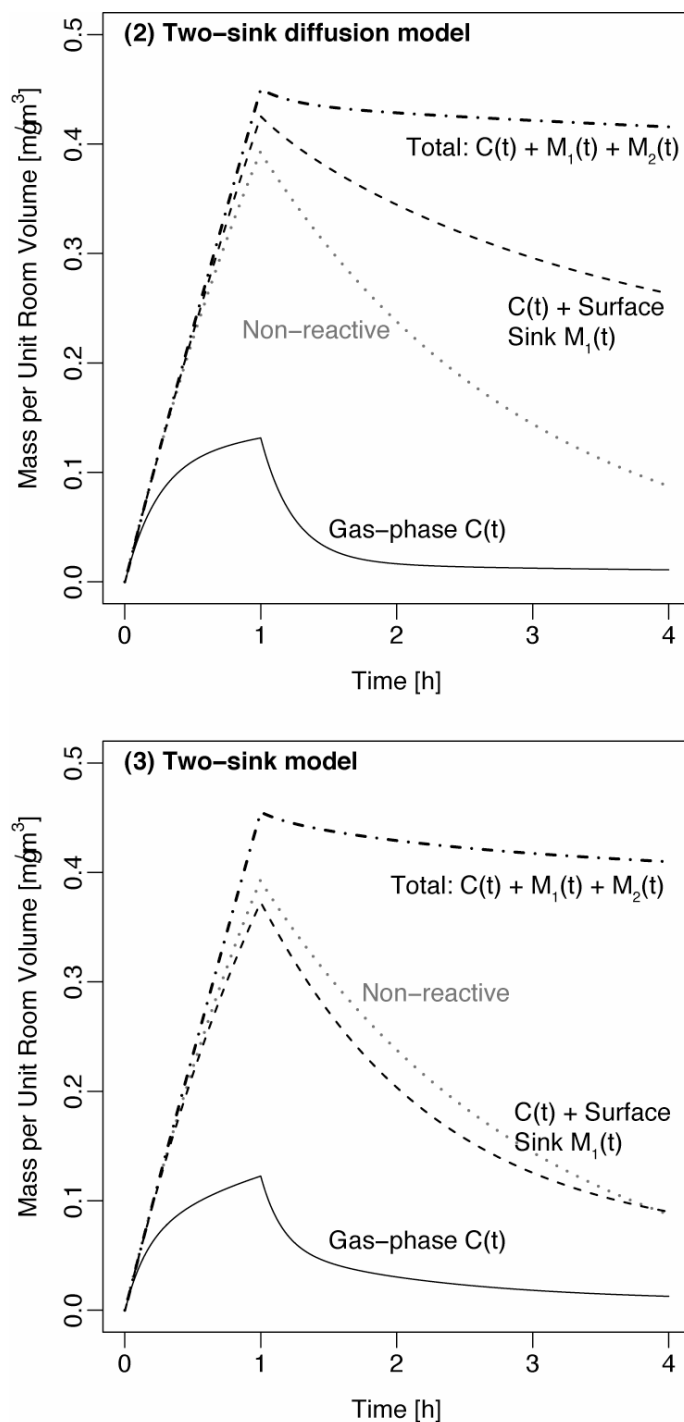 (2) Two-sink diffusion model
Mass per Unit Room Volume [mg/m³]
0.5
0.4
0.3
0.2
0.1
0.0
Total: C(t) + M₁(t) + M₂(t)
C(t) + Surface
Sink M₁(t)
Non-reactive
Gas-phase C(t)
0 1 2 3 4
Time [h]
(3) Two-sink model
Mass per Unit Room Volume [mg/m³]
0.5
0.4
0.3
0.2
0.1
0.0
Total: C(t) + M₁(t) + M₂(t)
Non-reactive
C(t) + Surface
Sink M₁(t)
Gas-phase C(t)
0 1 2 3 4
Time [h]